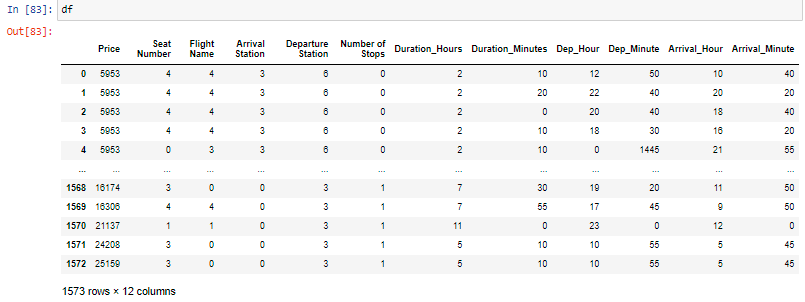 In [83]: df
Out[83]:
Price Seat Number Flight Name Arrival Station Departure Station Number of Stops Duration_Hours Duration_Minutes Dep_Hour Dep_Minute Arrival_Hour Arrival_Minute
0 5953 4 4 3 6 0 2 10 12 50 10 40
1 5953 4 4 3 6 0 2 20 22 40 20 20
2 5953 4 4 3 6 0 2 0 20 40 18 40
3 5953 4 4 3 6 0 2 10 18 30 16 20
4 5953 0 3 3 6 0 2 10 0 1445 21 55
... ... ... ... ... ... ... ... ... ... ... ... ...
1568 16174 3 0 0 3 1 7 30 19 20 11 50
1569 16306 4 4 0 3 1 7 55 17 45 9 50
1570 21137 1 1 0 3 1 11 0 23 0 12 0
1571 24208 3 0 0 3 1 5 10 10 55 5 45
1572 25159 3 0 0 3 1 5 10 10 55 5 45
1573 rows × 12 columns